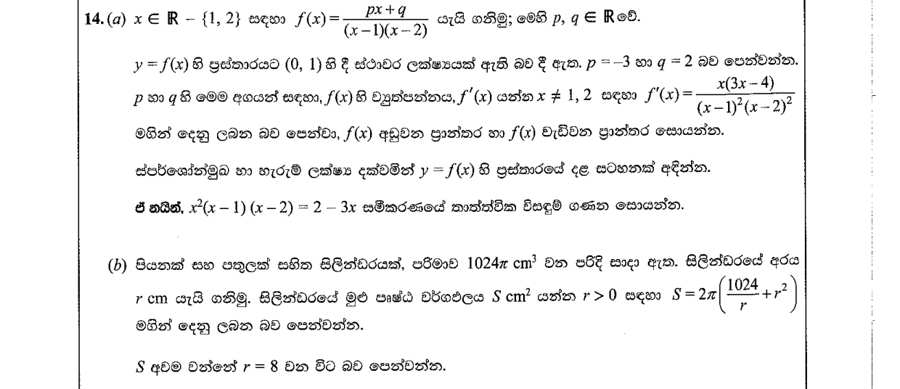 14. (a) x ∈ ℝ − {1, 2} සඳහා f(x) = (px + q)/((x−1)(x−2)) යැයි ගනිමු; මෙහි p, q ∈ ℝ වේ.
y = f(x) හි ප්‍රස්තාරයට (0, 1) හි දී ස්ථාවර ලක්ෂ්‍යයක් ඇති බව දී ඇත. p = −3 හා q = 2 බව පෙන්වන්න.
p හා q හි මෙම අගයන් සඳහා, f(x) හි ව්‍යුත්පන්නය, f′(x) යන්න x ≠ 1, 2 සඳහා f′(x) = x(3x − 4)/((x−1)²(x−2)²)
මගින් දෙනු ලබන බව පෙන්වා, f(x) අඩුවන ප්‍රාන්තර හා f(x) වැඩිවන ප්‍රාන්තර සොයන්න.
ස්පර්ශෝන්මුඛ හා හැරුම් ලක්ෂ්‍ය දක්වමින් y = f(x) හි ප්‍රස්තාරයේ දළ සටහනක් අඳින්න.
ඒ නයින්, x²(x − 1) (x − 2) = 2 − 3x සමීකරණයේ තාත්ත්වික විසඳුම් ගණන සොයන්න.
(b) පියනක් සහ පතුලක් සහිත සිලින්ඩරයක්, පරිමාව 1024π cm³ වන පරිදි සාදා ඇත. සිලින්ඩරයේ අරය
r cm යැයි ගනිමු. සිලින්ඩරයේ මුළු පෘෂ්ඨ වර්ගඵලය S cm² යන්න r > 0 සඳහා S = 2π(1024/r + r²)
මගින් දෙනු ලබන බව පෙන්වන්න.
S අවම වන්නේ r = 8 වන විට බව පෙන්වන්න.